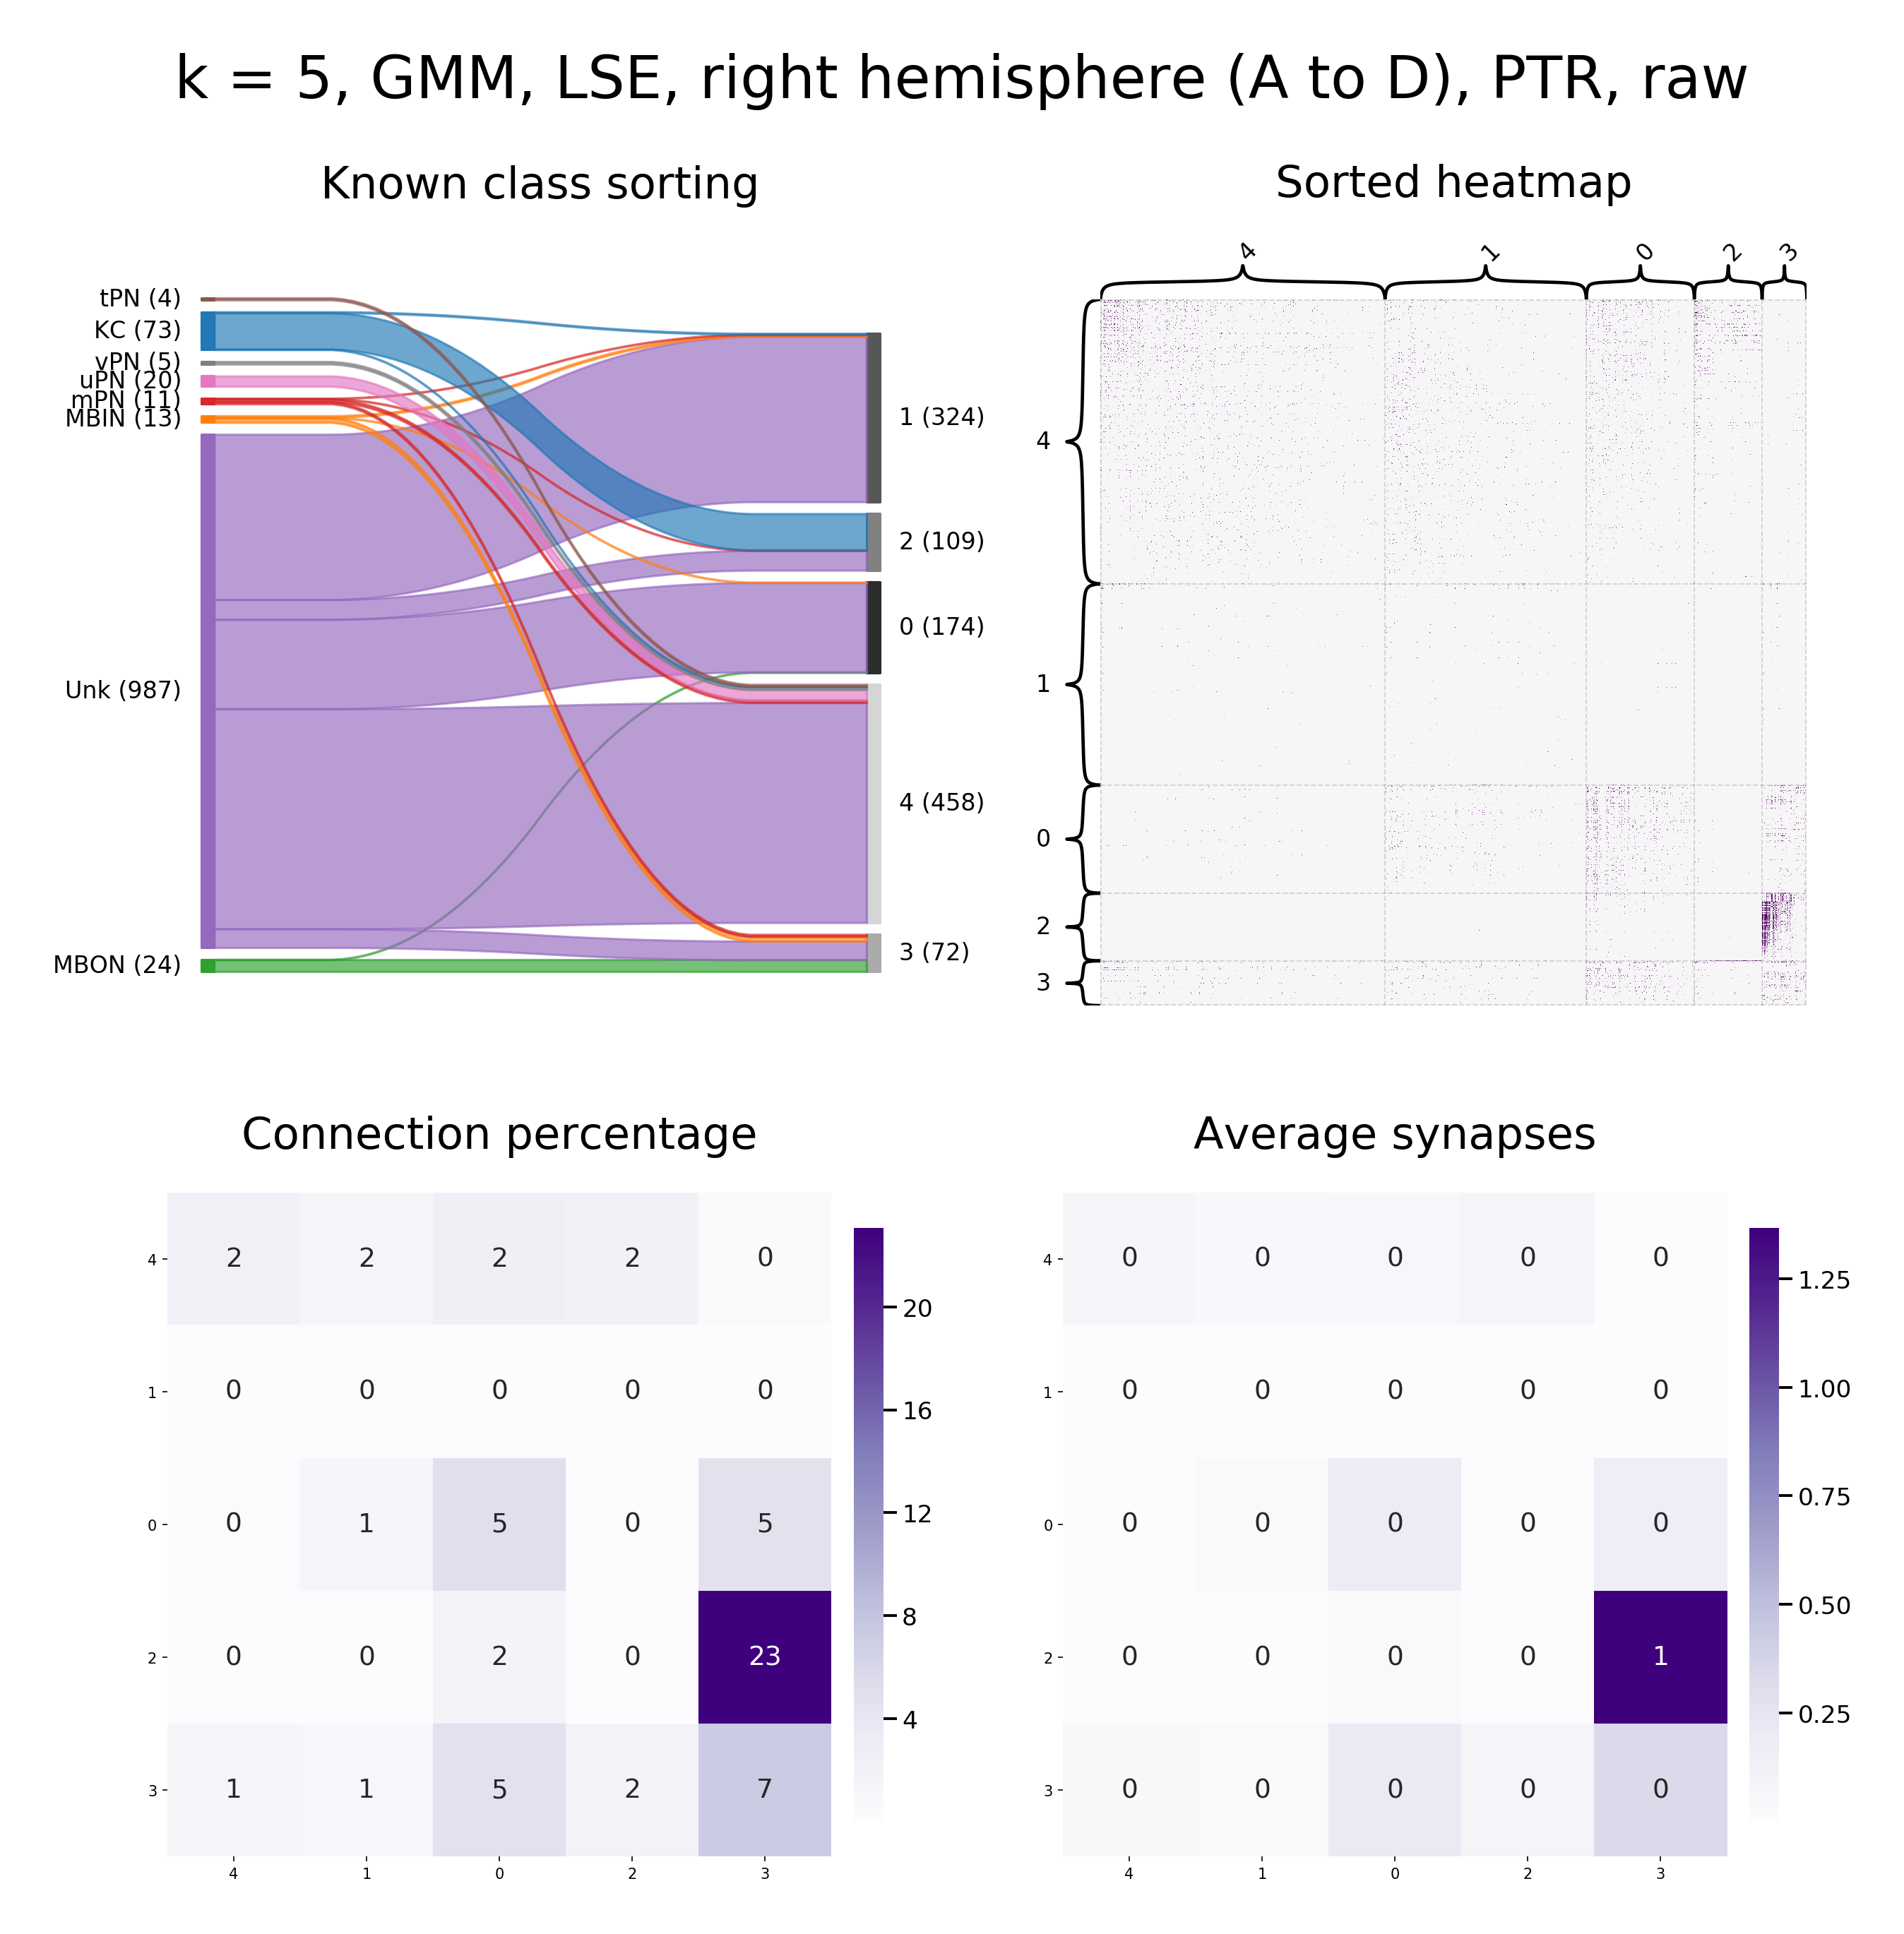 k = 5, GMM, LSE, right hemisphere (A to D), PTR, raw
Known class sorting
tPN (4)
KC (73)
vPN (5)
uPN (20)
mPN (11)
MBIN (13)
Unk (987)
MBON (24)
1 (324)
2 (109)
0 (174)
4 (458)
3 (72)
Sorted heatmap
4 1 0 2 3
4
1
0
2
3
Connection percentage
4 2 2 2 2 0
1 0 0 0 0 0
0 0 1 5 0 5
2 0 0 2 0 23
3 1 1 5 2 7
4 1 0 2 3
20
16
12
8
4
Average synapses
4 0 0 0 0 0
1 0 0 0 0 0
0 0 0 0 0 0
2 0 0 0 0 1
3 0 0 0 0 0
4 1 0 2 3
1.25
1.00
0.75
0.50
0.25